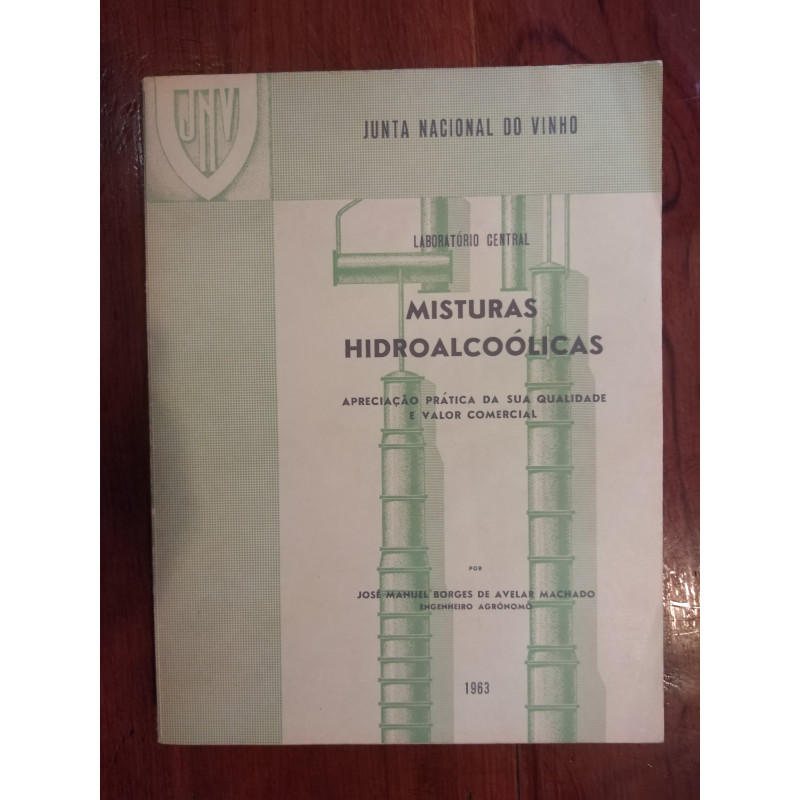 JNV
JUNTA NACIONAL DO VINHO
LABORATÓRIO CENTRAL
MISTURAS
HIDROALCOÓLICAS
APRECIAÇÃO PRÁTICA DA SUA QUALIDADE
E VALOR COMERCIAL
POR
JOSÉ MANUEL BORGES DE AVELAR MACHADO
ENGENHEIRO AGRÓNOMO
1963